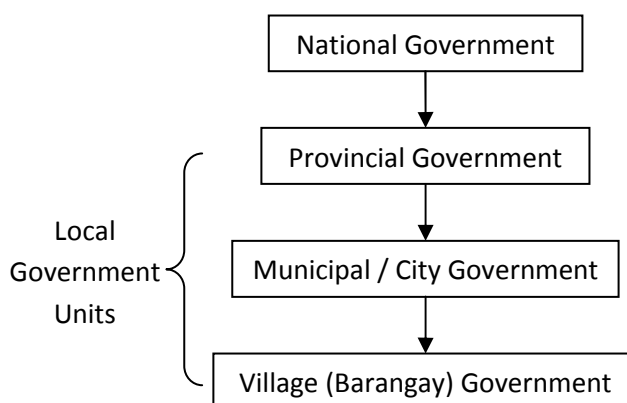 National Government
Provincial Government
Local
Government
Units
Municipal / City Government
Village (Barangay) Government